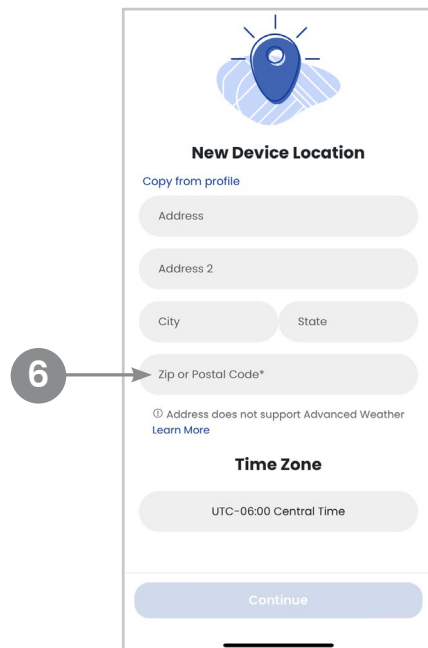 New Device Location
Copy from profile
Address
Address 2
City State
6
Zip or Postal Code*
ⓘ Address does not support Advanced Weather
Learn More
Time Zone
UTC-06:00 Central Time
Continue